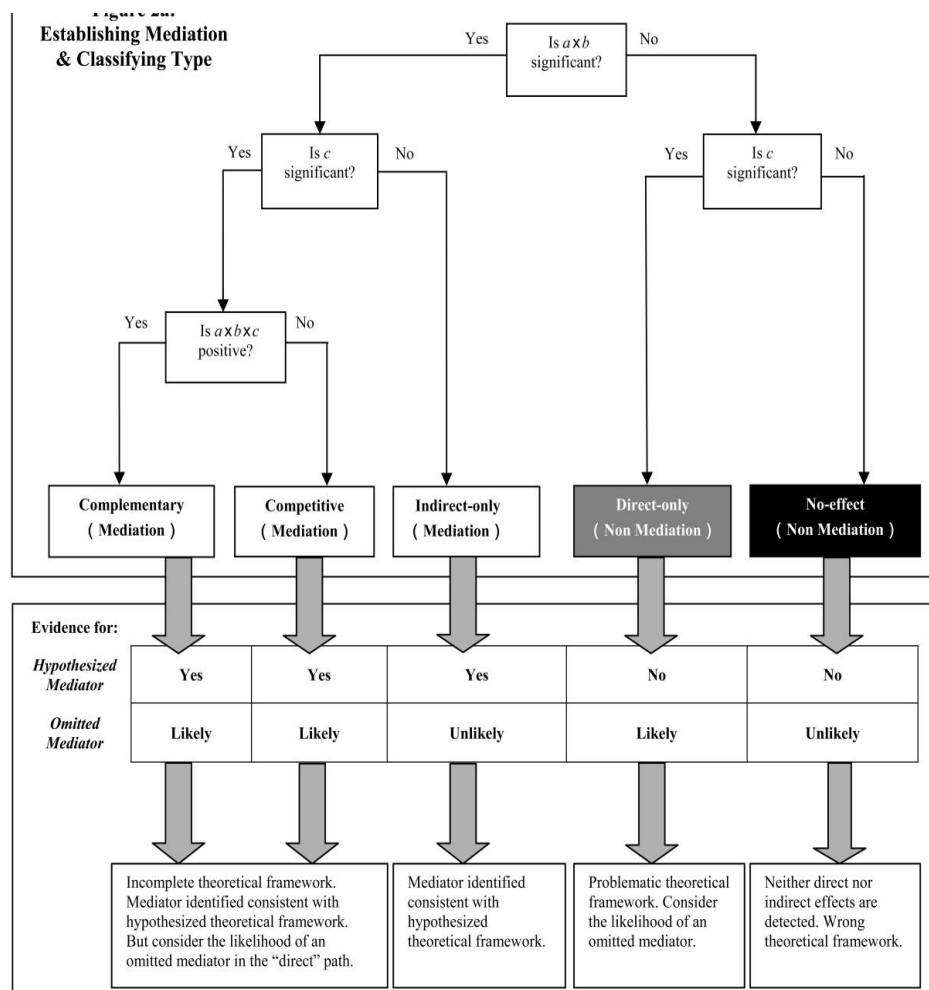 Figure 2a:
Establishing Mediation
& Classifying Type
Yes
Is a x b
significant?
No
Yes
Is c
significant?
No
Yes
Is c
significant?
No
Yes
Is a x b x c
positive?
No
Complementary
( Mediation )
Competitive
( Mediation )
Indirect-only
( Mediation )
Direct-only
( Non Mediation )
No-effect
( Non Mediation )
Evidence for:
Hypothesized
Mediator
Yes
Yes
Yes
No
No
Omitted
Mediator
Likely
Likely
Unlikely
Likely
Unlikely
Incomplete theoretical framework.
Mediator identified consistent with
hypothesized theoretical framework.
But consider the likelihood of an
omitted mediator in the “direct” path.
Mediator identified
consistent with
hypothesized
theoretical framework.
Problematic theoretical
framework. Consider
the likelihood of an
omitted mediator.
Neither direct nor
indirect effects are
detected. Wrong
theoretical framework.